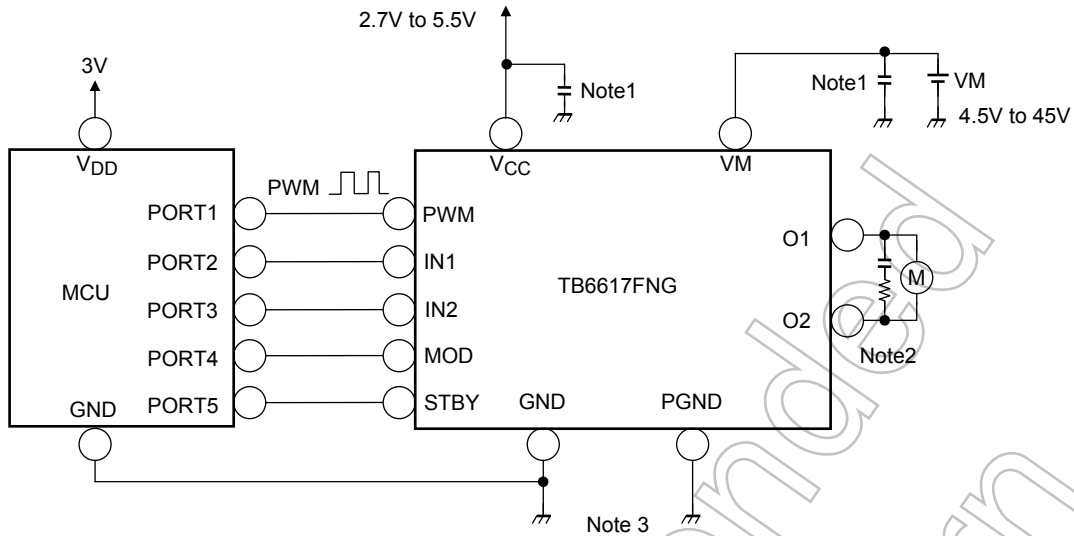 2.7V to 5.5V
3V
Note1
Note1
VM
4.5V to 45V
VDD
VCC
VM
PWM
PORT1
PWM
O1
PORT2
IN1
MCU
TB6617FNG
M
PORT3
IN2
O2
PORT4
MOD
Note2
GND
PORT5
STBY
GND
PGND
Note 3